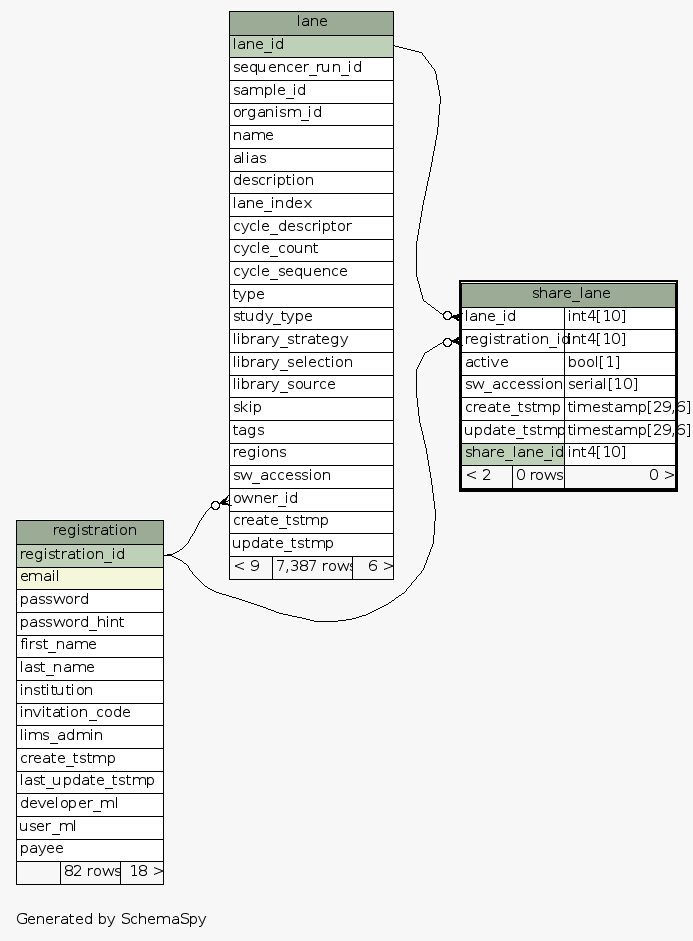 lane
lane_id
sequencer_run_id
sample_id
organism_id
name
alias
description
lane_index
cycle_descriptor
cycle_count
cycle_sequence
type
study_type
library_strategy
library_selection
library_source
skip
tags
regions
sw_accession
owner_id
create_tstmp
update_tstmp
< 9 7,387 rows 6 >
share_lane
lane_id int4[10]
registration_id int4[10]
active bool[1]
sw_accession serial[10]
create_tstmp timestamp[29,6]
update_tstmp timestamp[29,6]
share_lane_id int4[10]
< 2 0 rows 0 >
registration
registration_id
email
password
password_hint
first_name
last_name
institution
invitation_code
lims_admin
create_tstmp
last_update_tstmp
developer_ml
user_ml
payee
82 rows 18 >
Generated by SchemaSpy